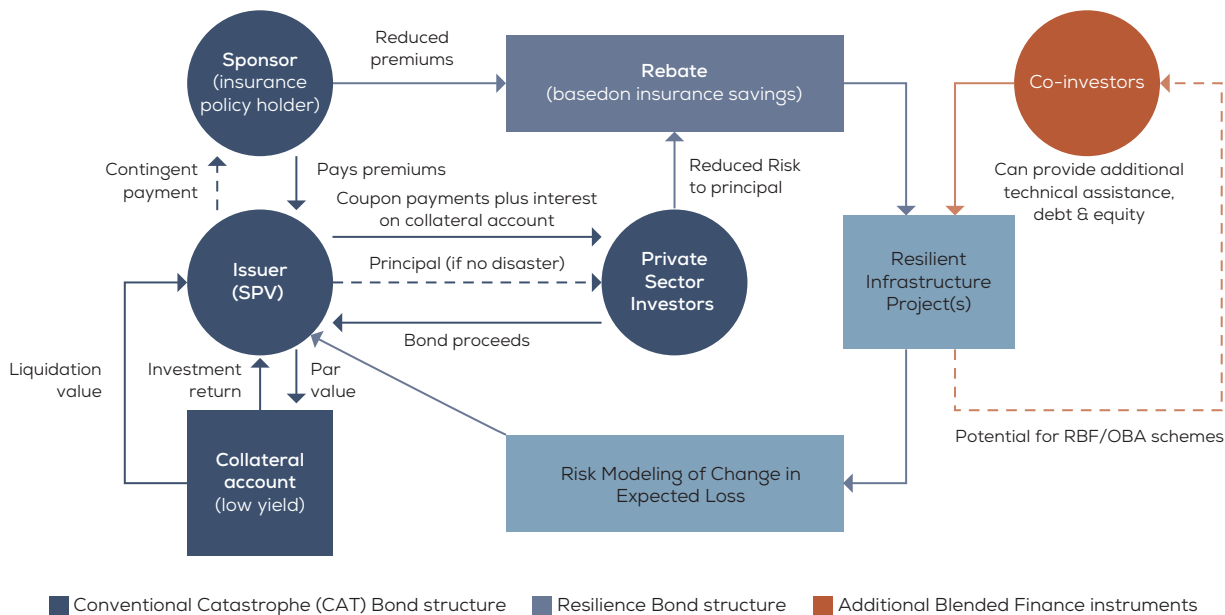 Sponsor
(insurance
policy holder)
Reduced
premiums
Rebate
(basedon insurance savings)
Co-investors
Contingent
payment
Pays premiums
Reduced Risk
to principal
Can provide additional
technical assistance,
debt & equity
Coupon payments plus interest
on collateral account
Issuer
(SPV)
Principal (if no disaster)
Private
Sector
Investors
Resilient
Infrastructure
Project(s)
Bond proceeds
Liquidation
value
Investment
return
Par
value
Potential for RBF/OBA schemes
Collateral
account
(low yield)
Risk Modeling of Change in
Expected Loss
Conventional Catastrophe (CAT) Bond structure
Resilience Bond structure
Additional Blended Finance instruments